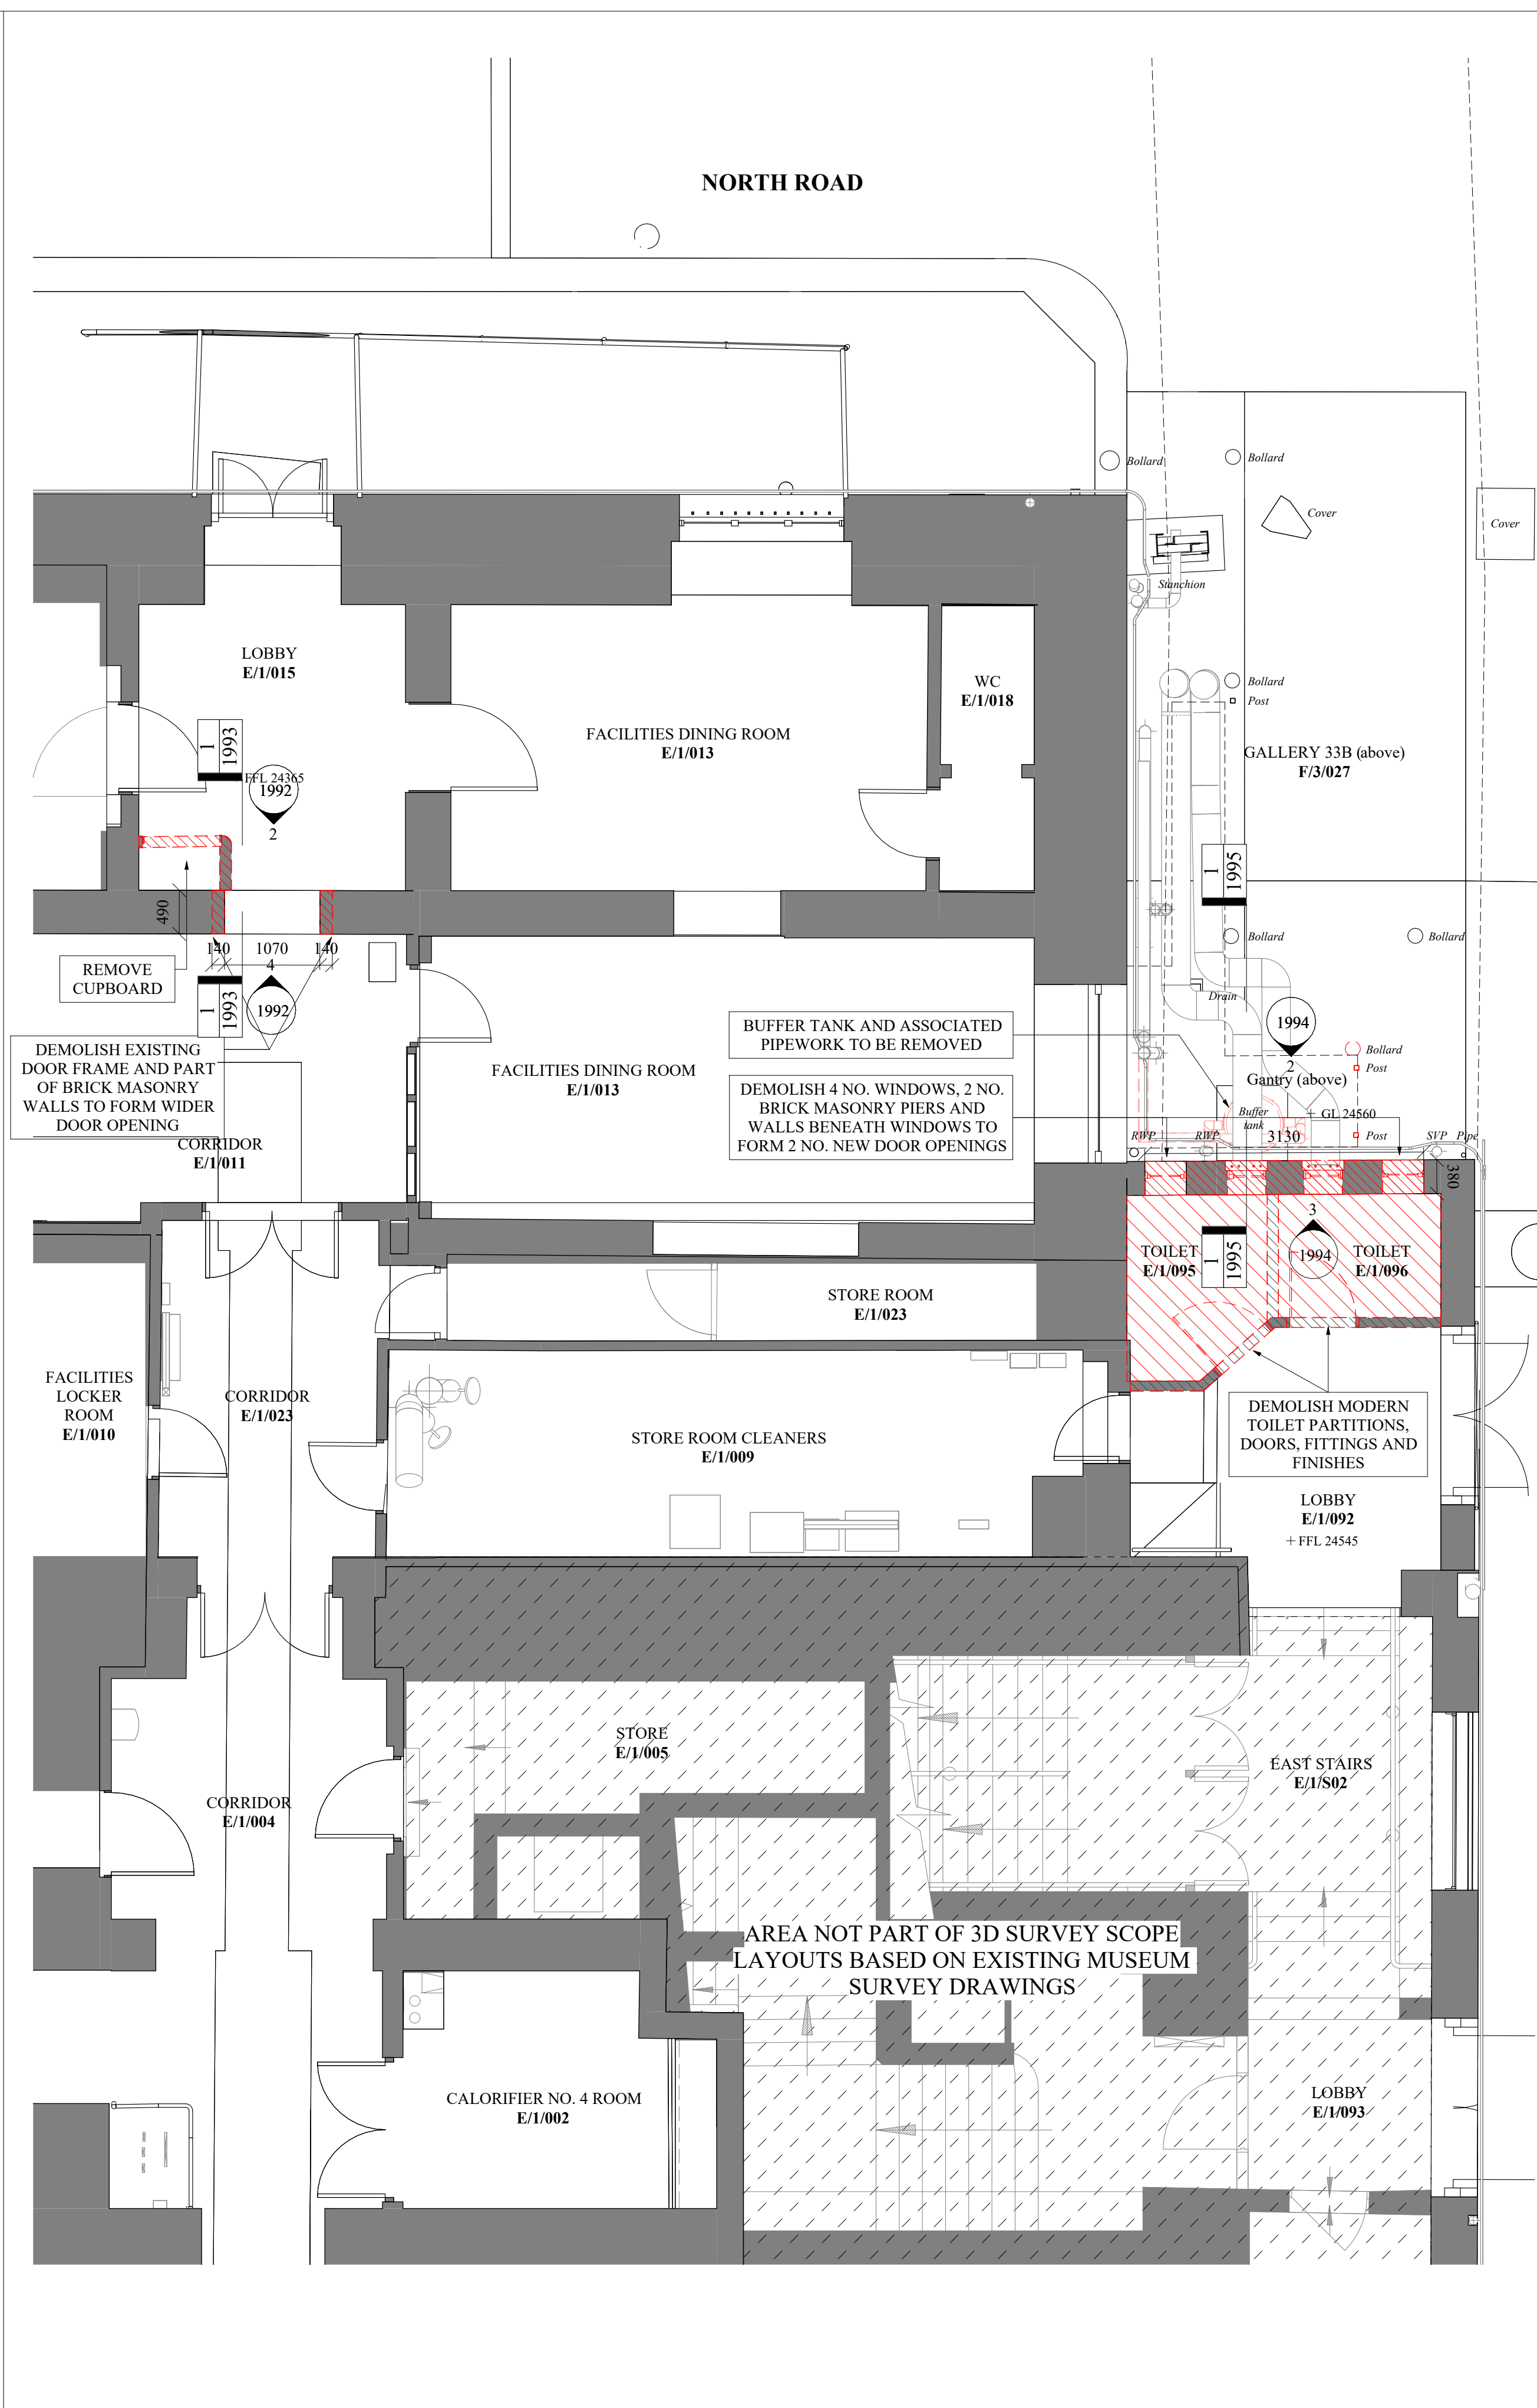 NORTH ROAD
Bollard
Bollard
Cover
Cover
Stanchion
LOBBY
E/1/015
WC
E/1/018
Bollard
Post
FACILITIES DINING ROOM
E/1/013
GALLERY 33B (above)
F/3/027
1
1993
FFL 24365
1992
2
1
1995
490
140
1070
140
4
Bollard
Bollard
REMOVE
CUPBOARD
1
1993
1992
Drain
1994
2
BUFFER TANK AND ASSOCIATED
PIPEWORK TO BE REMOVED
Bollard
Post
DEMOLISH EXISTING
DOOR FRAME AND PART
OF BRICK MASONRY
WALLS TO FORM WIDER
DOOR OPENING
FACILITIES DINING ROOM
E/1/013
Gantry (above)
DEMOLISH 4 NO. WINDOWS, 2 NO.
BRICK MASONRY PIERS AND
WALLS BENEATH WINDOWS TO
FORM 2 NO. NEW DOOR OPENINGS
Buffer
tank
GL 24560
RWP
RWP
3130
Post
SVP
Pipe
CORRIDOR
E/1/011
380
3
TOILET
E/1/095
1
1995
1994
TOILET
E/1/096
STORE ROOM
E/1/023
FACILITIES
LOCKER
ROOM
E/1/010
CORRIDOR
E/1/023
DEMOLISH MODERN
TOILET PARTITIONS,
DOORS, FITTINGS AND
FINISHES
STORE ROOM CLEANERS
E/1/009
LOBBY
E/1/092
FFL 24545
STORE
E/1/005
EAST STAIRS
E/1/S02
CORRIDOR
E/1/004
AREA NOT PART OF 3D SURVEY SCOPE
LAYOUTS BASED ON EXISTING MUSEUM
SURVEY DRAWINGS
CALORIFIER NO. 4 ROOM
E/1/002
LOBBY
E/1/093